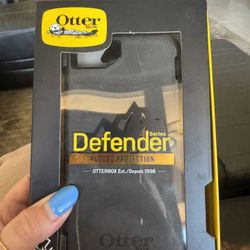 Otter
BOX
Series
Defender
RUGGED PROTECTION
OTTERBOX Est./Depuis 1998
Otter